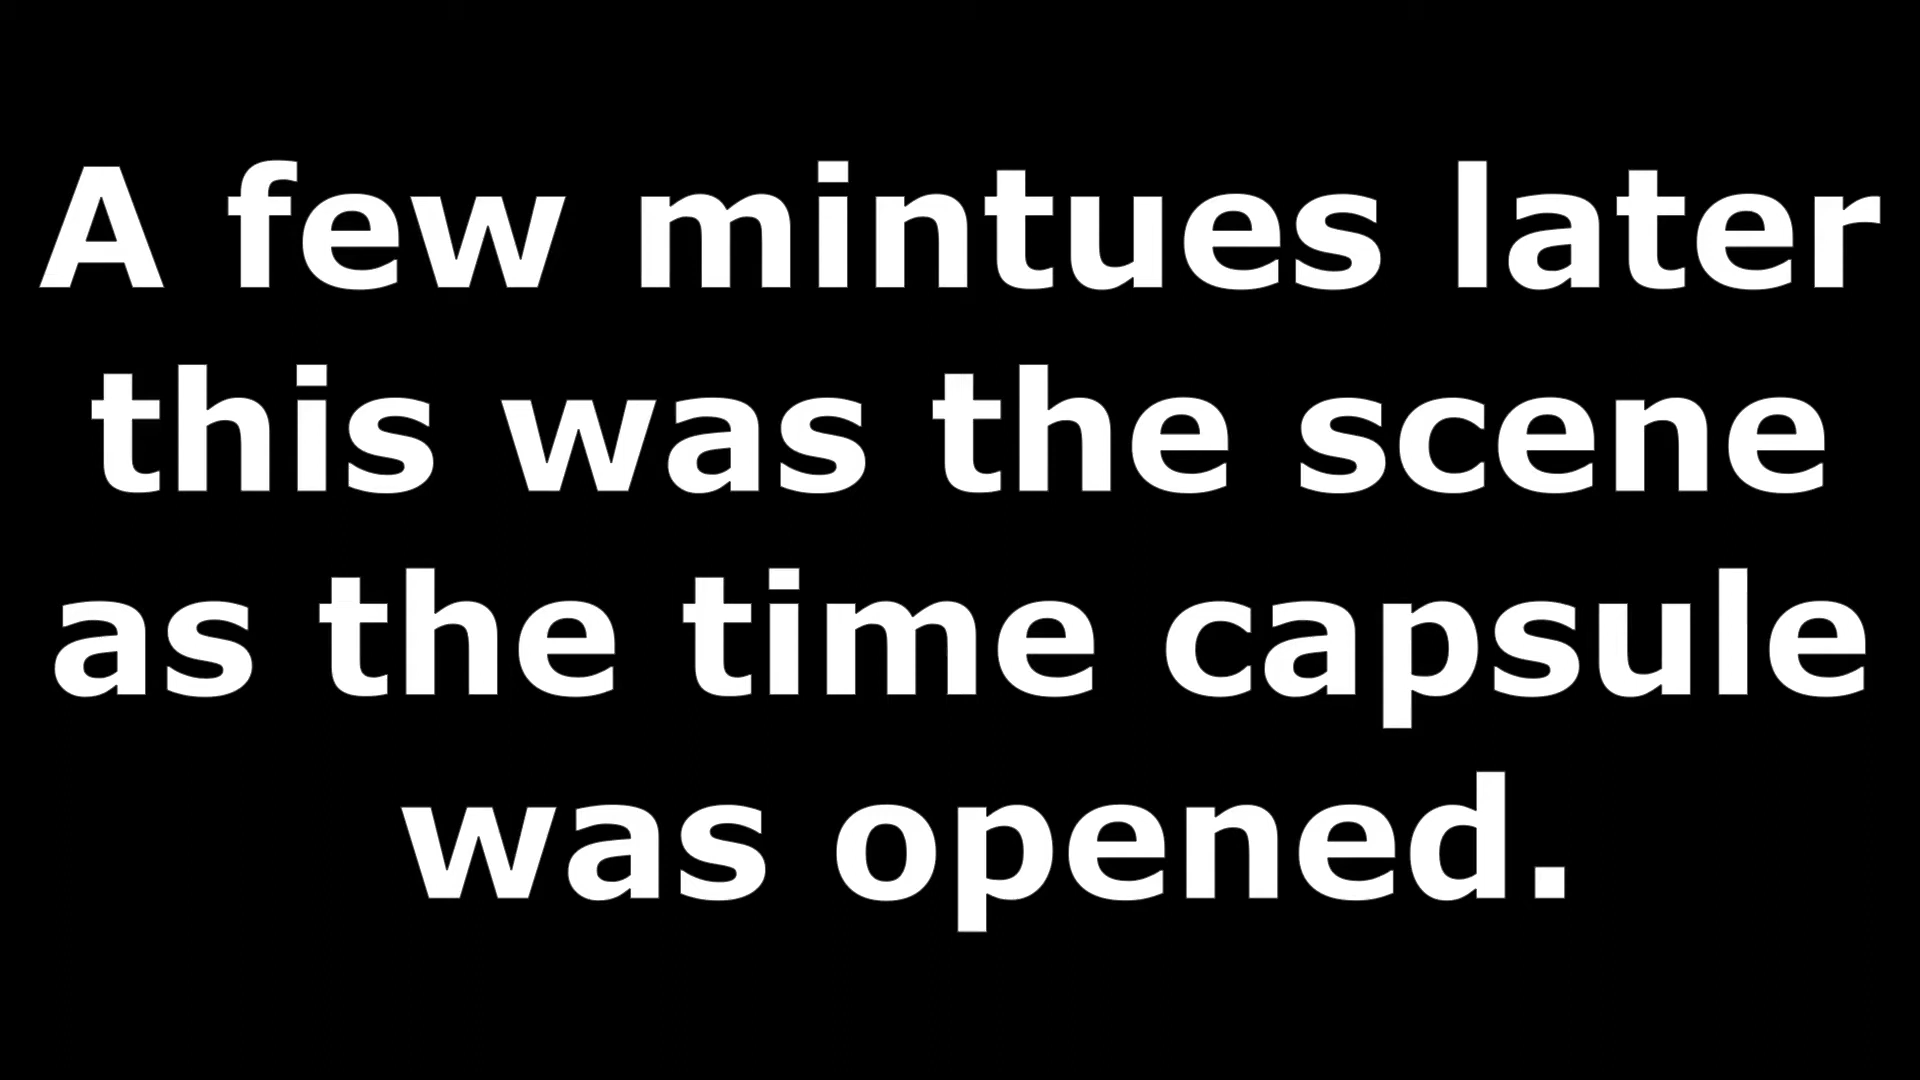 A few mintues later
this was the scene
as the time capsule
was opened.